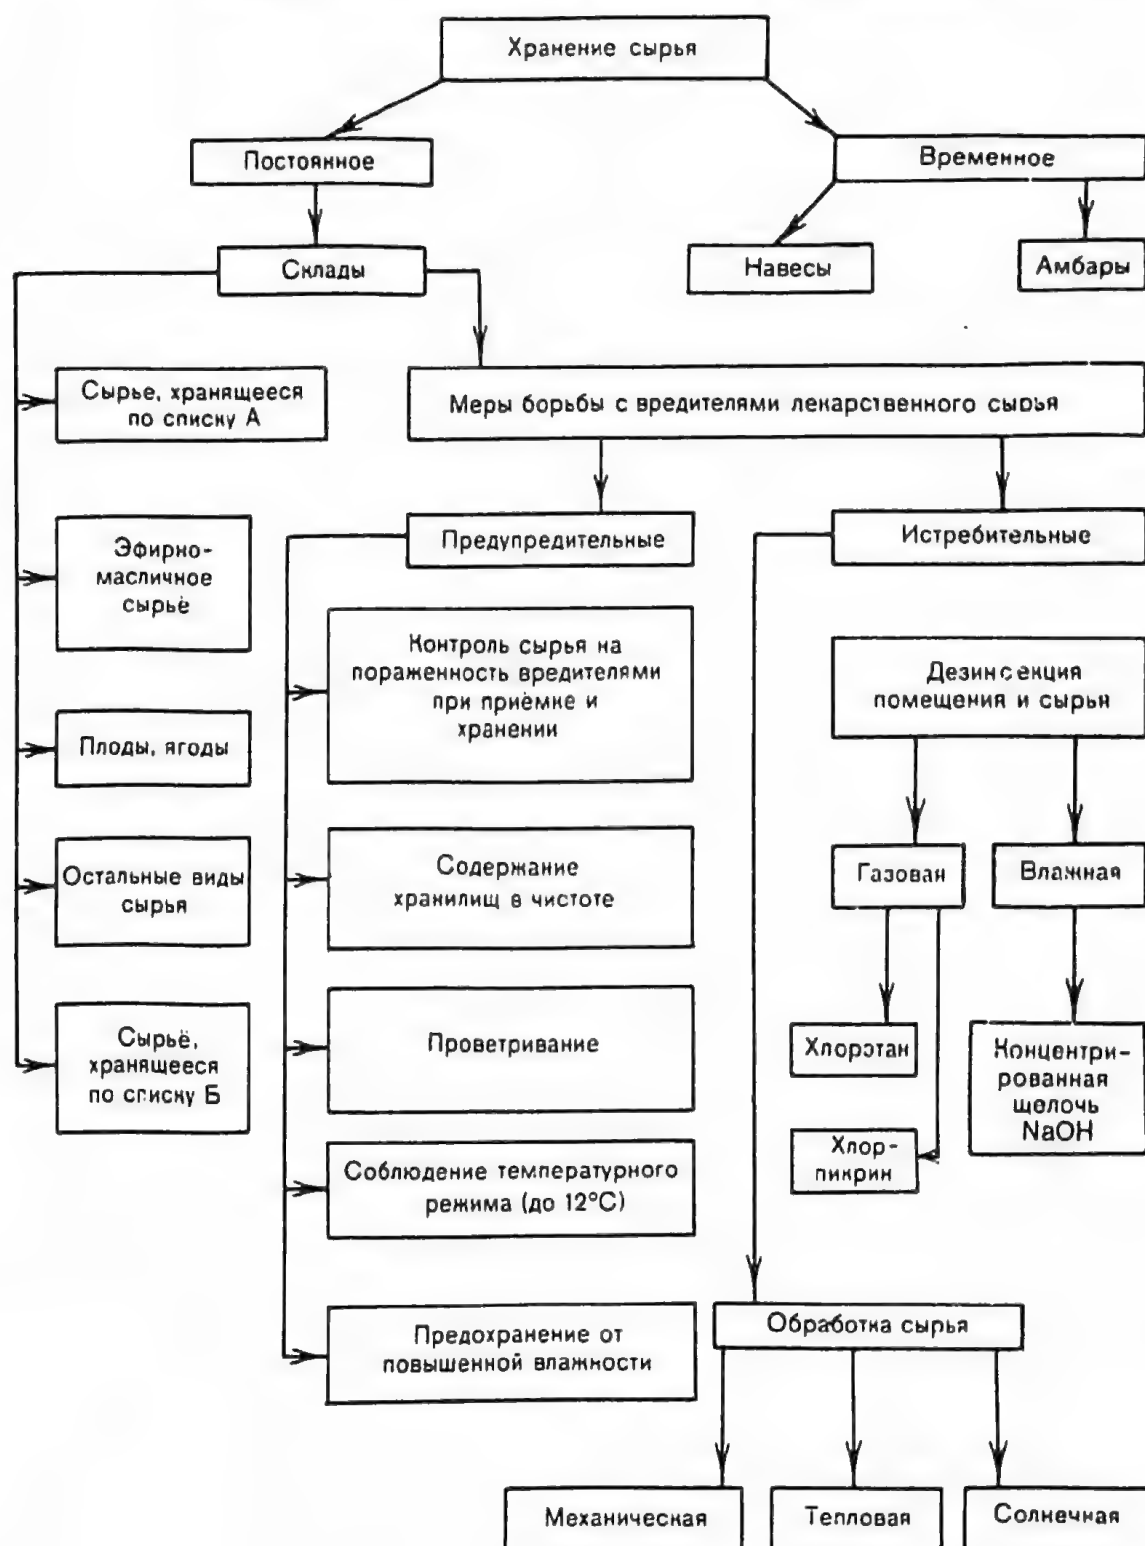 Хранение сырья
Постоянное
Временное
Склады
Навесы
Амбары
Сырье, хранящееся
по списку А
Меры борьбы с вредителями лекарственного сырья
Эфирно-
масличное
сырьё
Предупредительные
Истребительные
Контроль сырья на
пораженность вредителями
при приёмке и
хранении
Дезинсекция
помещения и сырья
Плоды, ягоды
Остальные виды
сырья
Содержание
хранилищ в чистоте
Газовая
Влажная
Сырьё,
хранящееся
по списку Б
Проветривание
Хлорэтан
Концентри-
рованная
щелочь
NaOH
Хлор-
пикрин
Соблюдение температурного
режима (до 12°С)
Предохранение от
повышенной влажности
Обработка сырья
Механическая
Тепловая
Солнечная